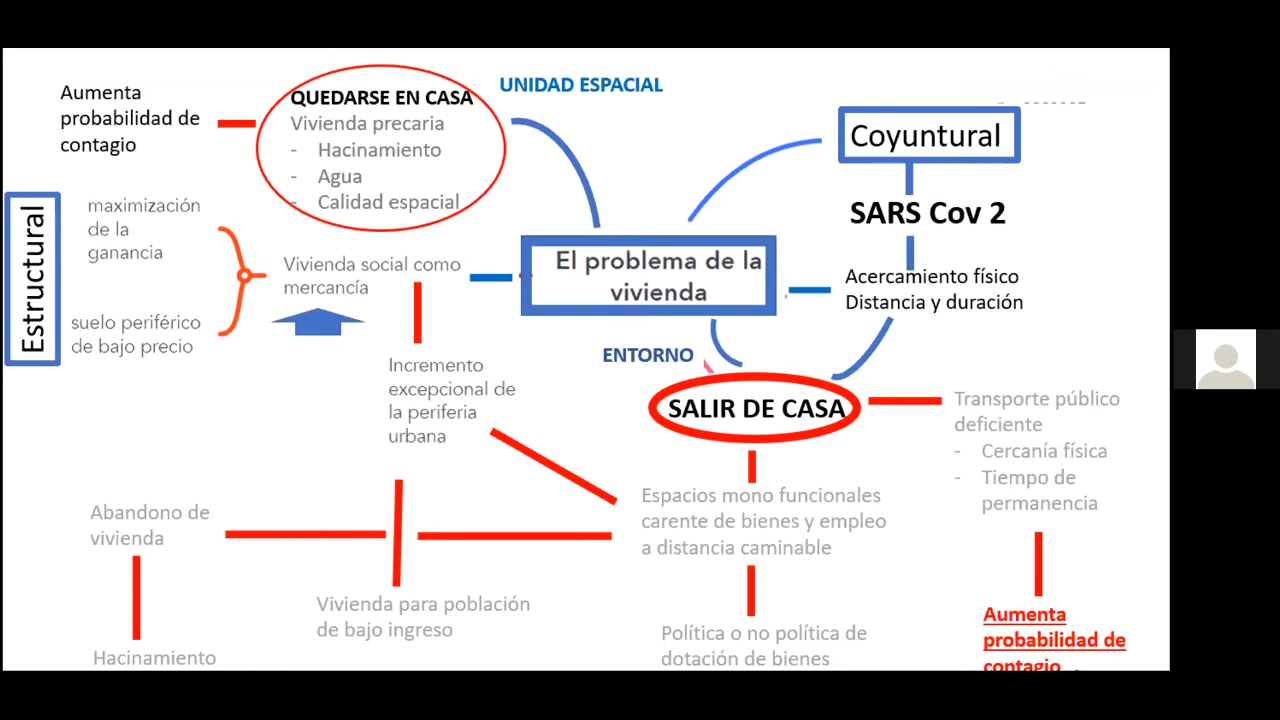 Aumenta
probabilidad de
contagio
QUEDARSE EN CASA
Vivienda precaria
- Hacinamiento
- Agua
- Calidad espacial
UNIDAD ESPACIAL
Coyuntural
SARS Cov 2
Acercamiento físico
Distancia y duración
Estructural
maximización
de la
ganancia
suelo periférico
de bajo precio
Vivienda social como
mercancía
El problema de la
vivienda
ENTORNO
SALIR DE CASA
Incremento
excepcional de
la periferia
urbana
Transporte público
deficiente
- Cercanía física
- Tiempo de
permanencia
Espacios mono funcionales
carente de bienes y empleo
a distancia caminable
Abandono de
vivienda
Hacinamiento
Vivienda para población
de bajo ingreso
Política o no política de
dotación de bienes
Aumenta
probabilidad de
contagio